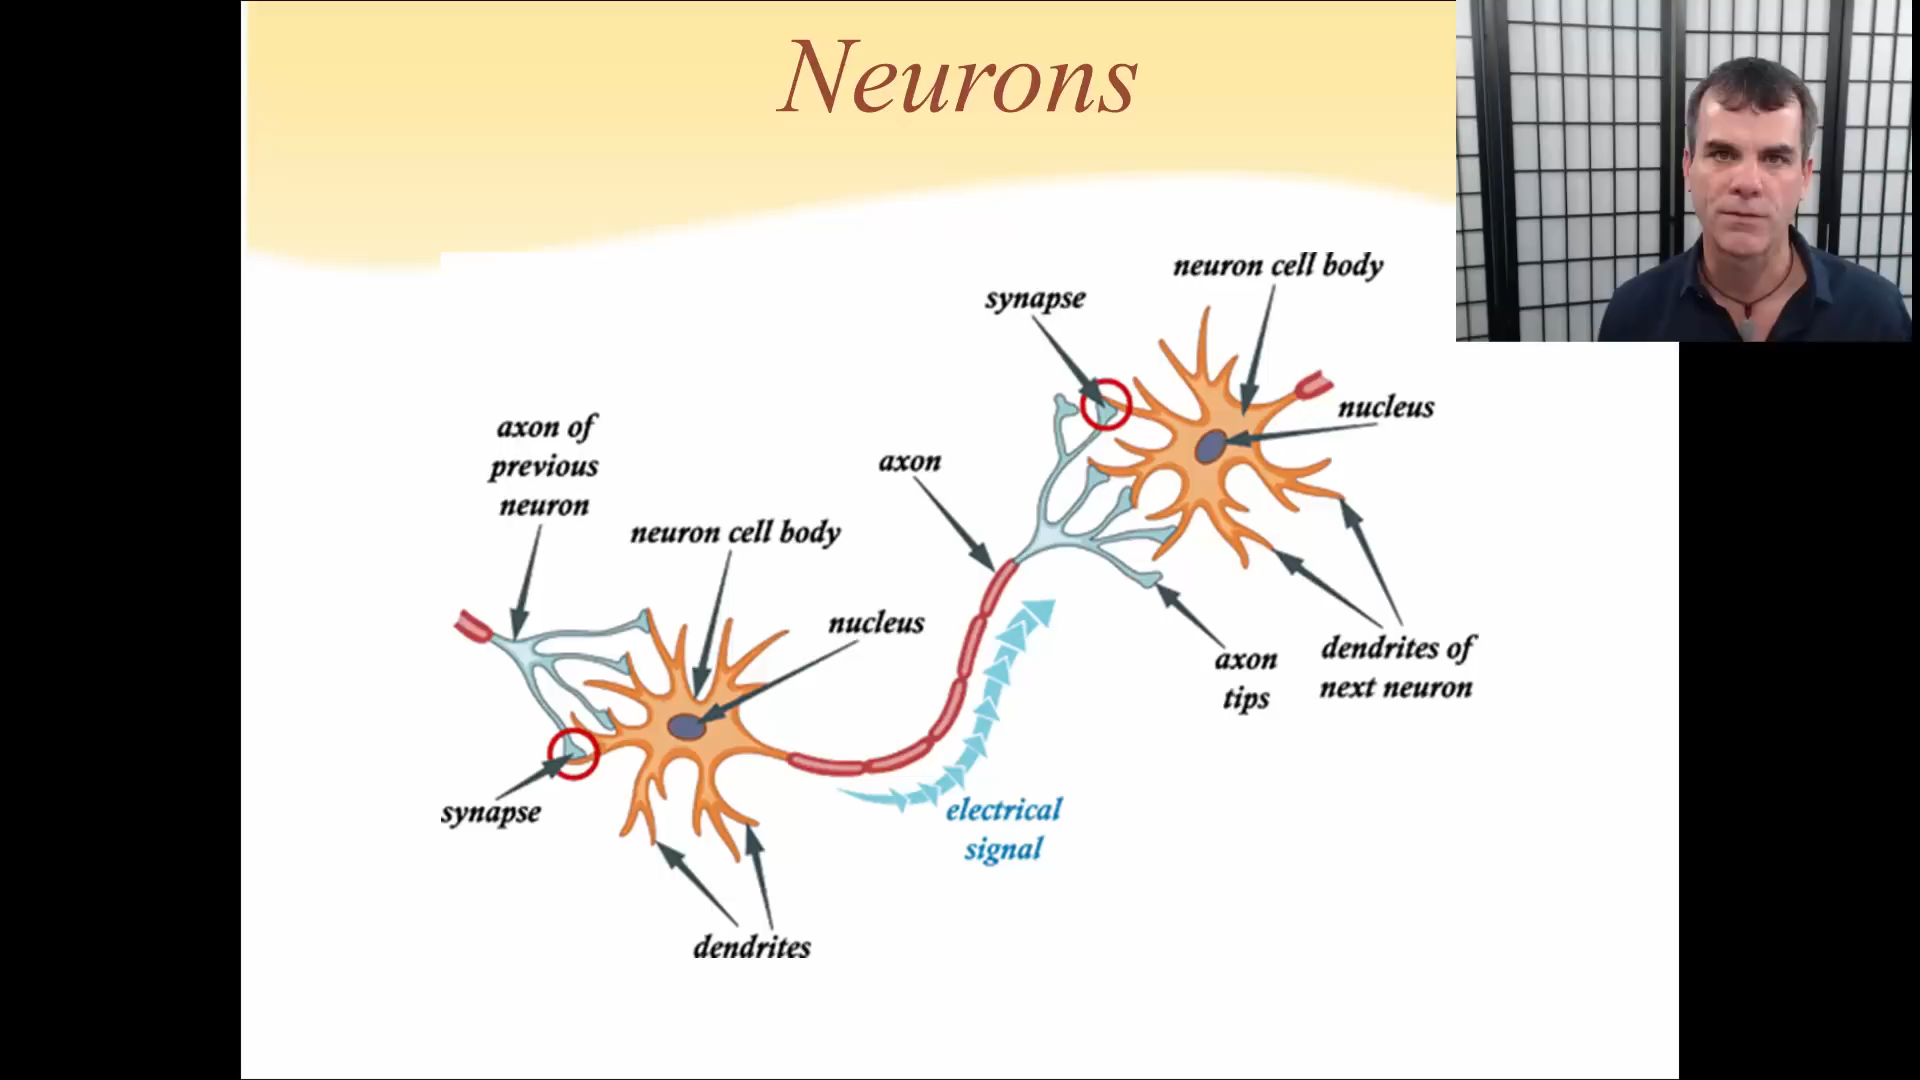 Neurons
neuron cell body
synapse
nucleus
axon of
previous
neuron
axon
neuron cell body
nucleus
axon
tips
dendrites of
next neuron
synapse
electrical
signal
dendrites